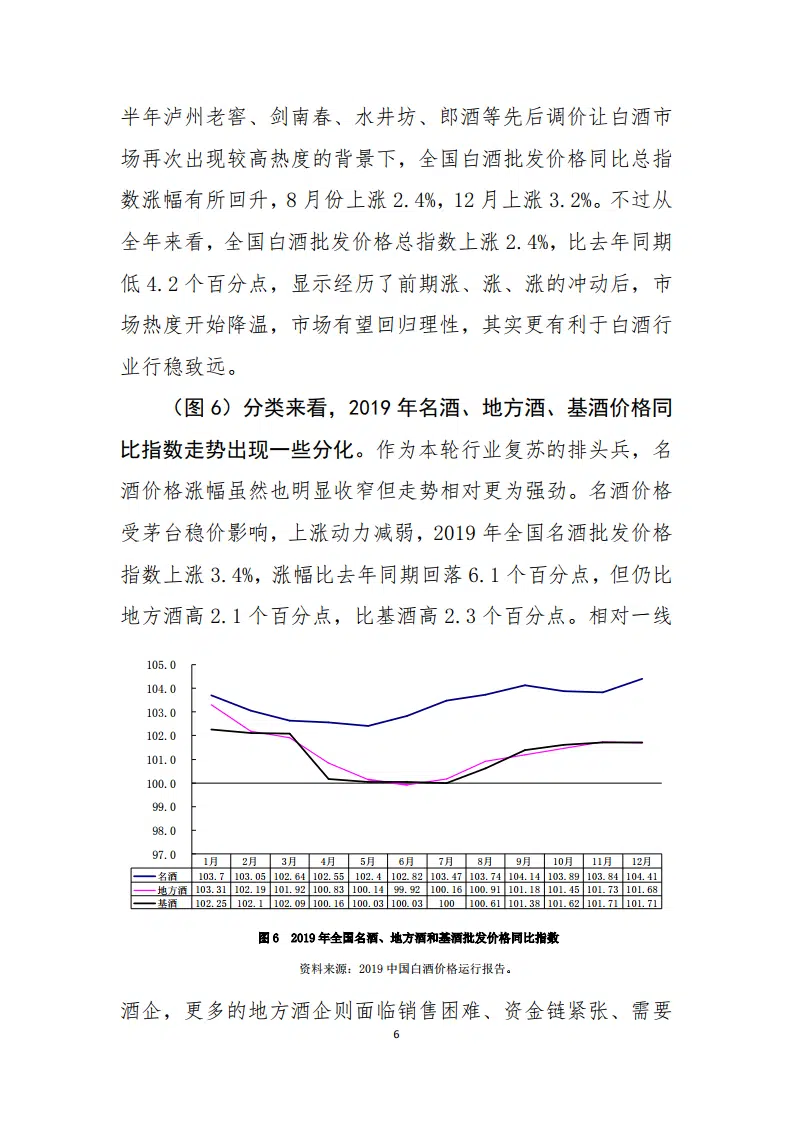 半年泸州老窖、剑南春、水井坊、郎酒等先后调价让白酒市
场再次出现较高热度的背景下，全国白酒批发价格同比总指
数涨幅有所回升，8 月份上涨 2.4%，12 月上涨 3.2%。不过从
全年来看，全国白酒批发价格总指数上涨 2.4%，比去年同期
低 4.2 个百分点，显示经历了前期涨、涨、涨的冲动后，市
场热度开始降温，市场有望回归理性，其实更有利于白酒行
业行稳致远。
（图 6）分类来看，2019 年名酒、地方酒、基酒价格同
比指数走势出现一些分化。作为本轮行业复苏的排头兵，名
酒价格涨幅虽然也明显收窄但走势相对更为强劲。名酒价格
受茅台稳价影响，上涨动力减弱，2019 年全国名酒批发价格
指数上涨 3.4%，涨幅比去年同期回落 6.1 个百分点，但仍比
地方酒高 2.1 个百分点，比基酒高 2.3 个百分点。相对一线
105.0
104.0
103.0
102.0
101.0
100.0
99.0
98.0
97.0
1月 2月 3月 4月 5月 6月 7月 8月 9月 10月 11月 12月
名酒 103.7 103.05 102.64 102.55 102.4 102.82 103.47 103.74 104.14 103.89 103.84 104.41
地方酒 103.31 102.19 101.92 100.83 100.14 99.92 100.16 100.91 101.18 101.45 101.73 101.68
基酒 102.25 102.1 102.09 100.16 100.03 100.03 100 100.61 101.38 101.62 101.71 101.71
图 6 2019 年全国名酒、地方酒和基酒批发价格同比指数
资料来源：2019 中国白酒价格运行报告。
酒企，更多的地方酒企则面临销售困难、资金链紧张、需要
6